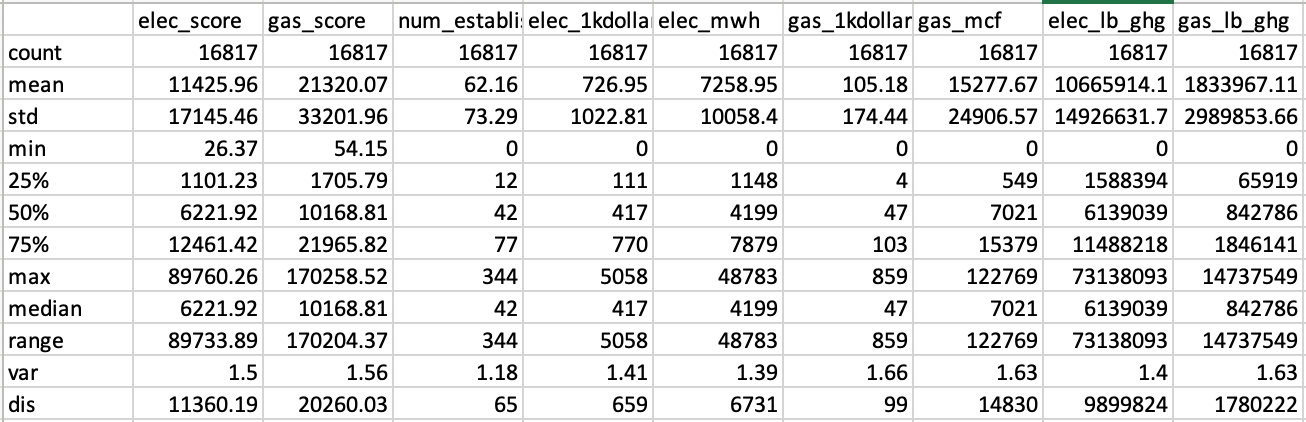 elec_score gas_score num_establis elec_1kdolla elec_mwh gas_1kdollar gas_mcf elec_lb_ghg gas_lb_ghg
count 16817 16817 16817 16817 16817 16817 16817 16817 16817
mean 11425.96 21320.07 62.16 726.95 7258.95 105.18 15277.67 10665914.1 1833967.11
std 17145.46 33201.96 73.29 1022.81 10058.4 174.44 24906.57 14926631.7 2989853.66
min 26.37 54.15 0 0 0 0 0 0 0
25% 1101.23 1705.79 12 111 1148 4 549 1588394 65919
50% 6221.92 10168.81 42 417 4199 47 7021 6139039 842786
75% 12461.42 21965.82 77 770 7879 103 15379 11488218 1846141
max 89760.26 170258.52 344 5058 48783 859 122769 73138093 14737549
median 6221.92 10168.81 42 417 4199 47 7021 6139039 842786
range 89733.89 170204.37 344 5058 48783 859 122769 73138093 14737549
var 1.5 1.56 1.18 1.41 1.39 1.66 1.63 1.4 1.63
dis 11360.19 20260.03 65 659 6731 99 14830 9899824 1780222